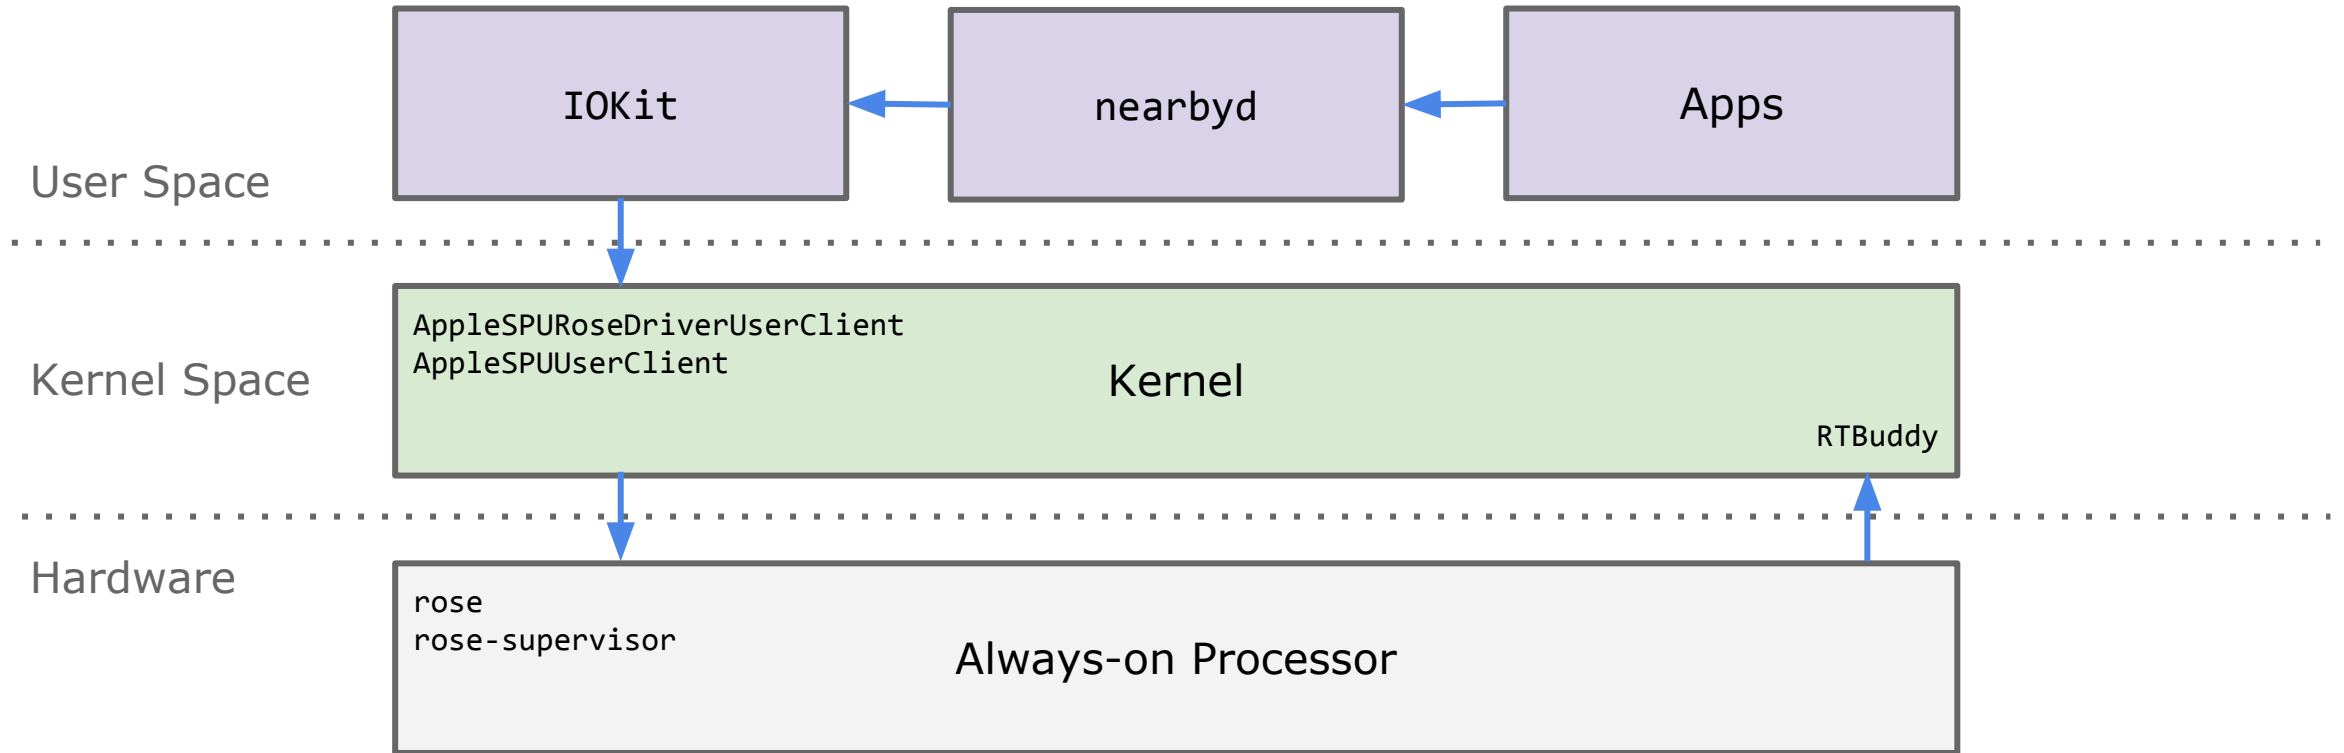 IOKit
nearbyd
Apps
User Space
AppleSPURoseDriverUserClient
AppleSPUUserClient
Kernel Space
Kernel
RTBuddy
Hardware
rose
rose-supervisor
Always-on Processor